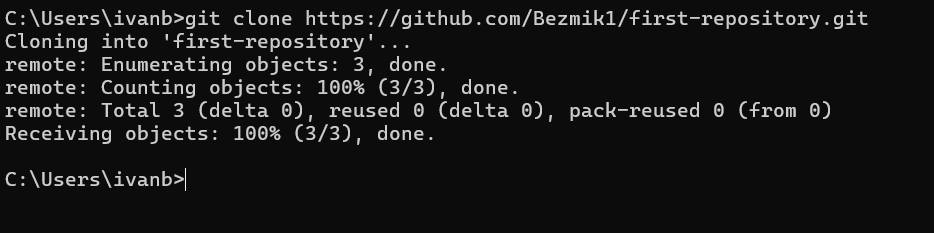 C:\Users\ivanb>git clone https://github.com/Bezmik1/first-repository.git
Cloning into 'first-repository'...
remote: Enumerating objects: 3, done.
remote: Counting objects: 100% (3/3), done.
remote: Total 3 (delta 0), reused 0 (delta 0), pack-reused 0 (from 0)
Receiving objects: 100% (3/3), done.
C:\Users\ivanb>